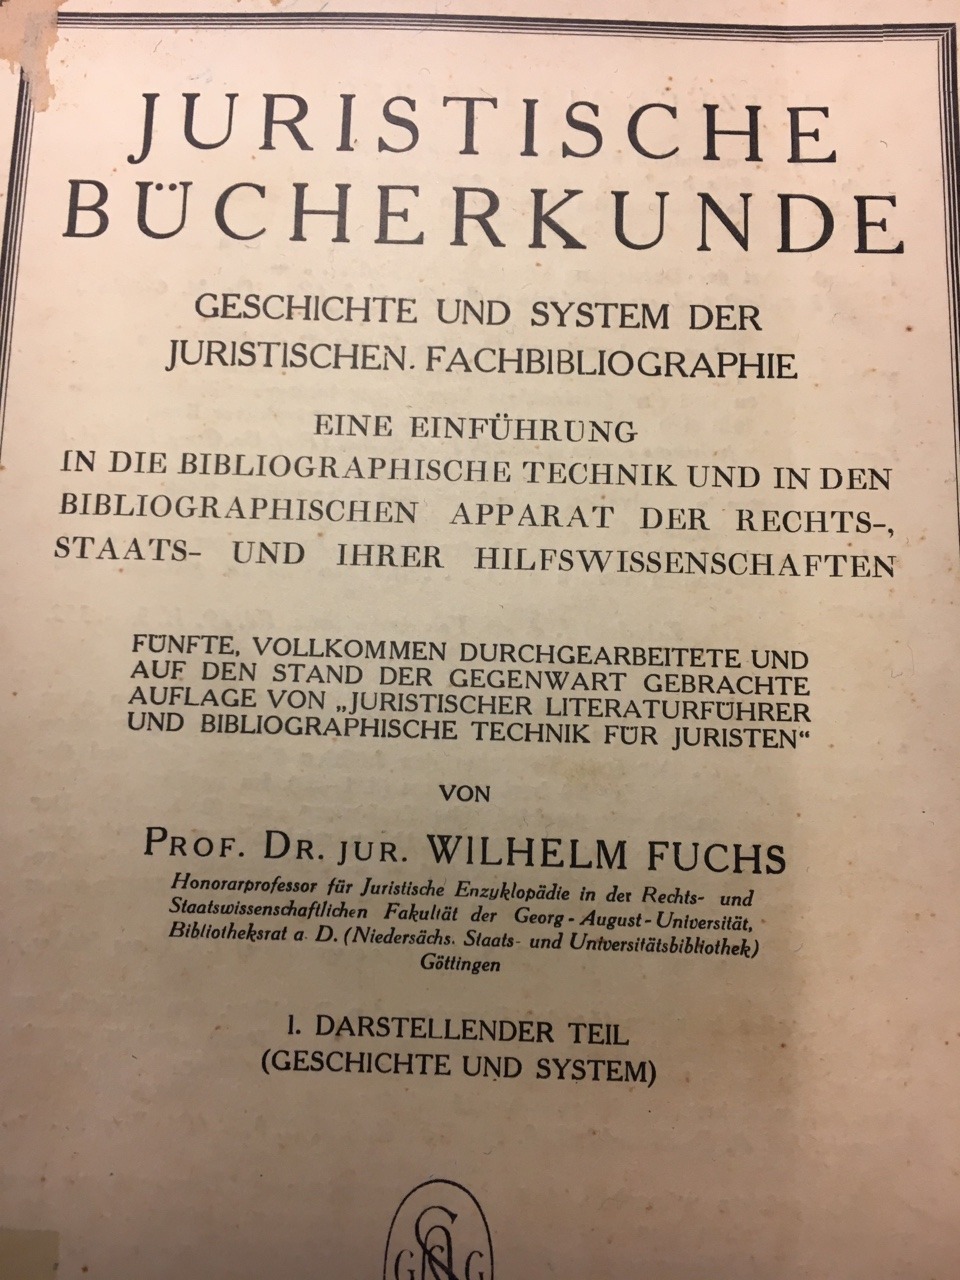 JURISTISCHE
BÜCHERKUNDE
GESCHICHTE UND SYSTEM DER
JURISTISCHEN. FACHBIBLIOGRAPHIE
EINE EINFÜHRUNG
IN DIE BIBLIOGRAPHISCHE TECHNIK UND IN DEN
BIBLIOGRAPHISCHEN APPARAT DER RECHTS-,
STAATS- UND IHRER HILFSWISSENSCHAFTEN
FÜNFTE, VOLLKOMMEN DURCHGEARBEITETE UND
AUF DEN STAND DER GEGENWART GEBRACHTE
AUFLAGE VON „JURISTISCHER LITERATURFÜHRER
UND BIBLIOGRAPHISCHE TECHNIK FÜR JURISTEN“
VON
PROF. DR. JUR. WILHELM FUCHS
Honorarprofessor für Juristische Enzyklopädie in der Rechts- und
Staatswissenschaftlichen Fakultät der Georg-August-Universität,
Bibliotheksrat a. D. (Niedersächs. Staats- und Universitätsbibliothek)
Göttingen
I. DARSTELLENDER TEIL
(GESCHICHTE UND SYSTEM)